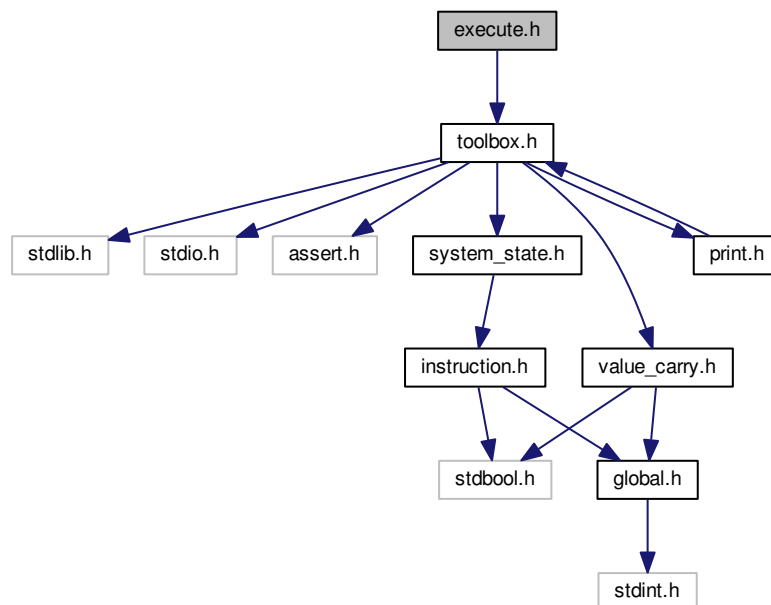 execute.h
toolbox.h
stdlib.h
stdio.h
assert.h
system_state.h
print.h
instruction.h
value_carry.h
stdbool.h
global.h
stdint.h